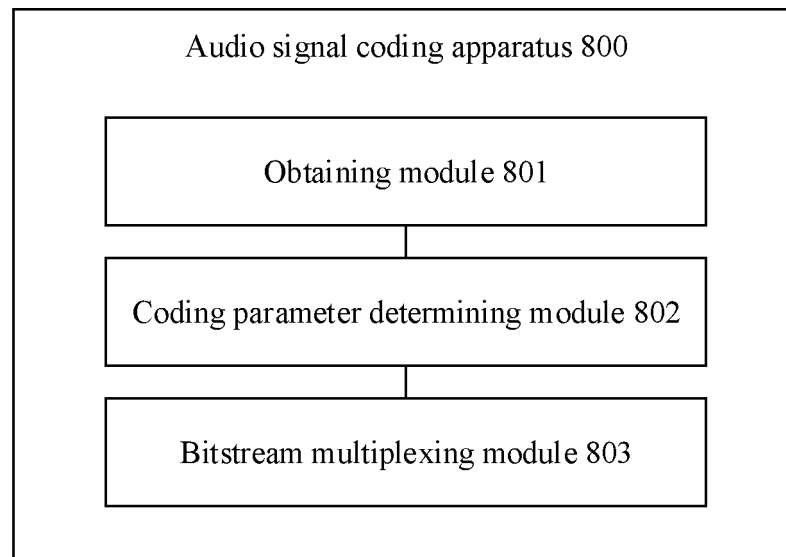 Audio signal coding apparatus 800
Obtaining module 801
Coding parameter determining module 802
Bitstream multiplexing module 803